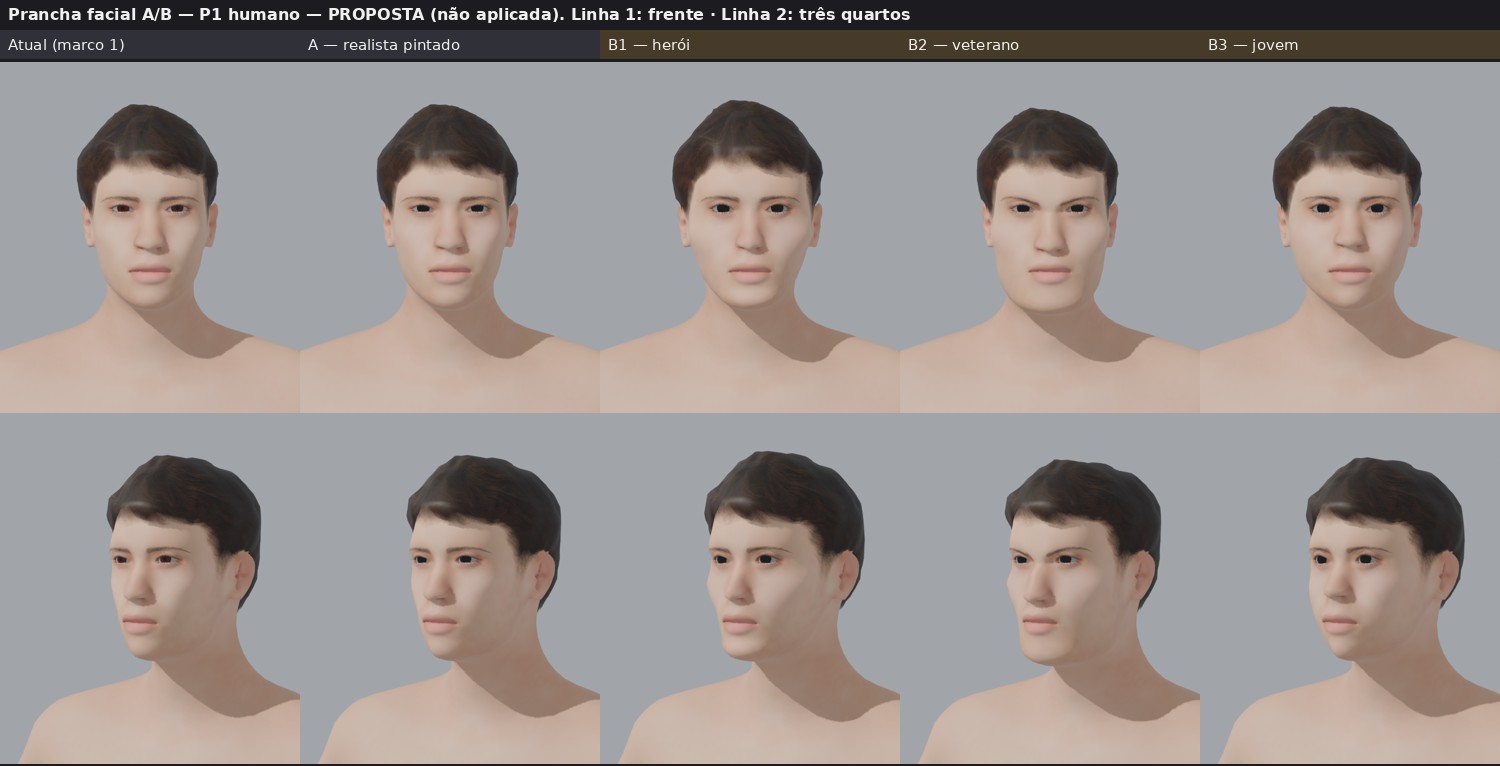 Prancha facial A/B — P1 humano — PROPOSTA (não aplicada). Linha 1: frente · Linha 2: três quartos
Atual (marco 1) A — realista pintado B1 — herói B2 — veterano B3 — jovem